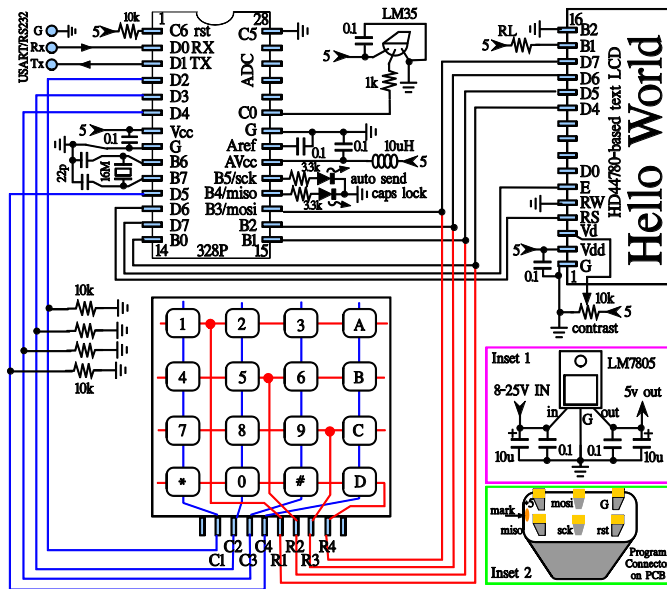 USART/RS232
G
Rx
Tx
5
10k
1
28
C6 rst
D0 RX
D1 TX
D2
D3
D4
Vcc
G
B6
B7
D5
D6
D7
B0
14
328P
15
C5
ADC
C0
G
Aref
AVcc
B5/sck
B4/miso
B3/mosi
B2
B1
5
0.1
22p
16M
LM35
0.1
5
1k
0.1
0.1
10uH
5
3.3k
auto send
caps lock
3.3k
16
B2
B1
D7
D6
D5
D4
D0
E
RW
RS
Vd
Vdd
G
1
RL
5
HD44780-based text LCD
Hello World
5
0.1
10k
5
contrast
10k
10k
1 2 3 A
4 5 6 B
7 8 9 C
* 0 # D
C1 C2 C3 C4 R1 R2 R3 R4
Inset 1
LM7805
8-25V IN
5v out
in
G
out
10u
0.1
0.1
10u
+
+
+5
mosi
G
mark
miso
sck
rst
Program
Connecto
on PCB
Inset 2